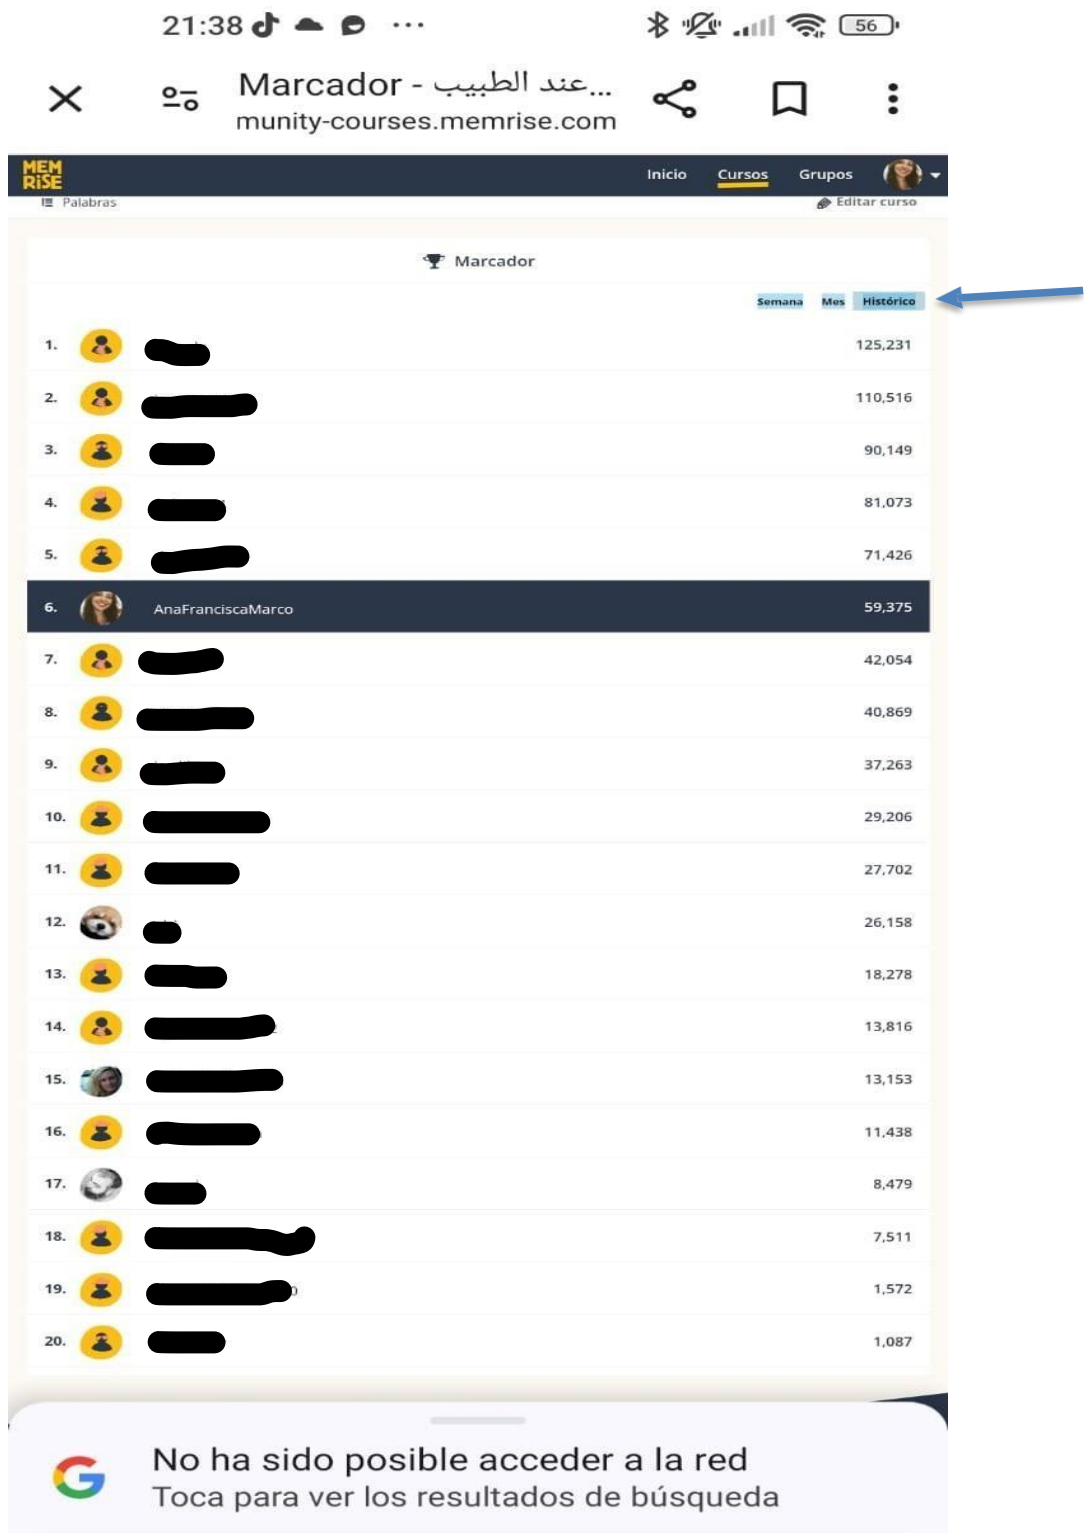 21:38
56
Marcador - عند الطبيب...
munity-courses.memrise.com
MEM
RiSE
Inicio Cursos Grupos
Palabras
Editar curso
Marcador
Semana Mes Histórico
1. 125,231
2. 110,516
3. 90,149
4. 81,073
5. 71,426
6. AnaFranciscaMarco 59,375
7. 42,054
8. 40,869
9. 37,263
10. 29,206
11. 27,702
12. 26,158
13. 18,278
14. 13,816
15. 13,153
16. 11,438
17. 8,479
18. 7,511
19. 1,572
20. 1,087
No ha sido posible acceder a la red
Toca para ver los resultados de búsqueda